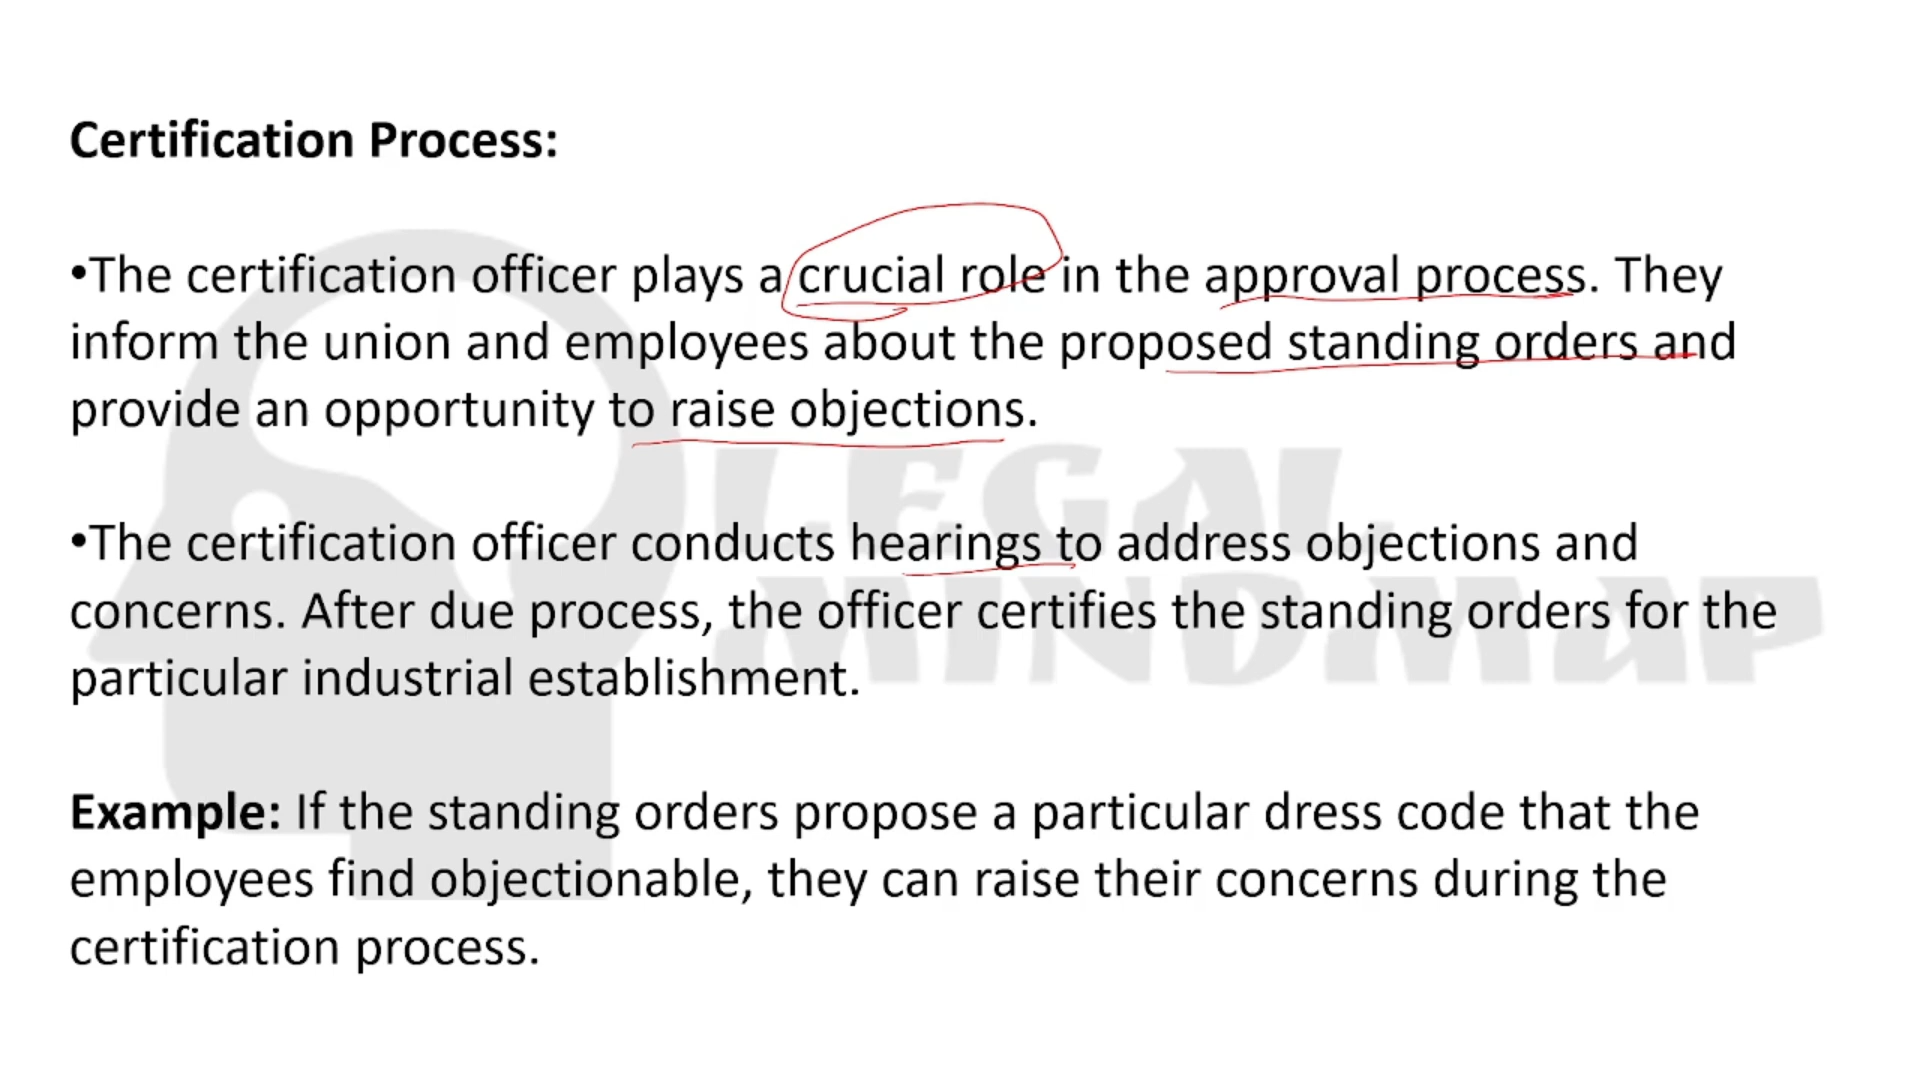 Certification Process:
•The certification officer plays a crucial role in the approval process. They
inform the union and employees about the proposed standing orders and
provide an opportunity to raise objections.
LEGAL
MINDMAP
•The certification officer conducts hearings to address objections and
concerns. After due process, the officer certifies the standing orders for the
particular industrial establishment.
Example: If the standing orders propose a particular dress code that the
employees find objectionable, they can raise their concerns during the
certification process.